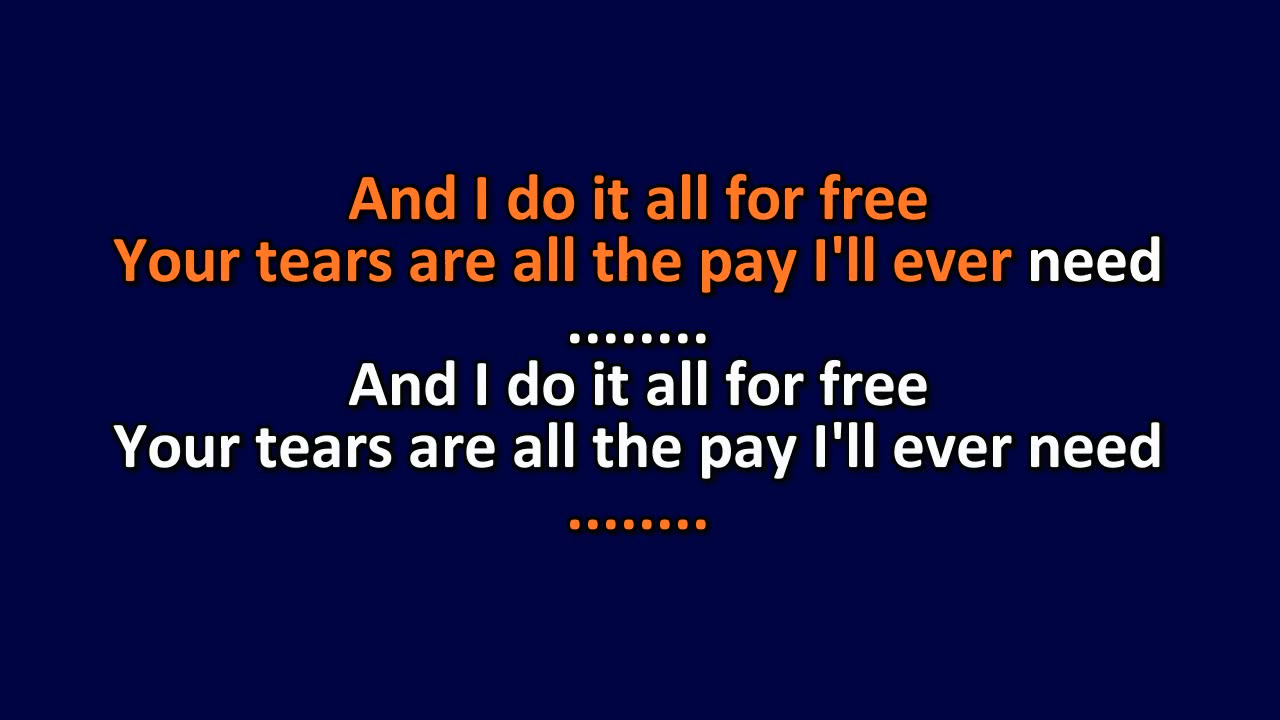 And I do it all for free
Your tears are all the pay I'll ever need
........
And I do it all for free
Your tears are all the pay I'll ever need
........